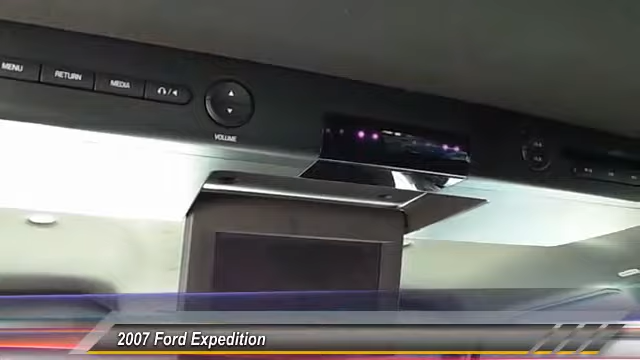 MENU
RETURN
MEDIA
VOLUME
2007 Ford Expedition